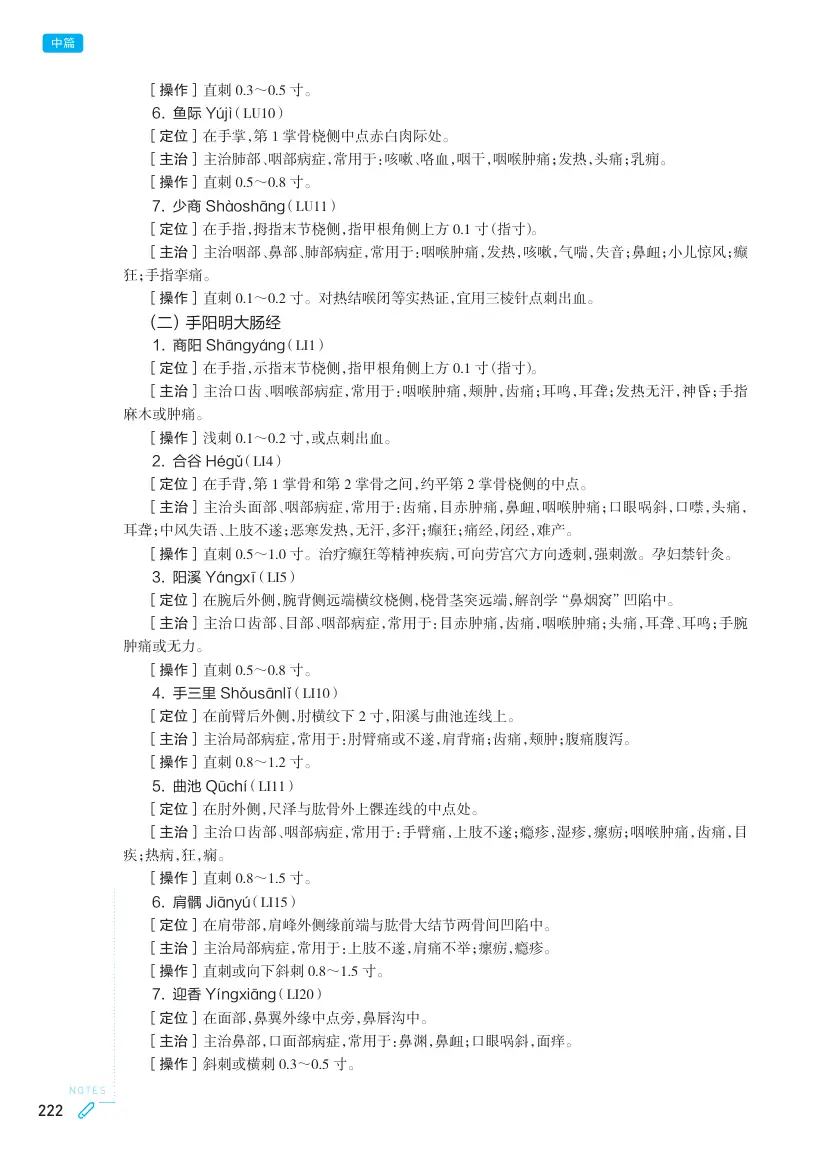 中篇
［操作］直刺 0.3～0.5 寸。
6. 鱼际 Yújì（LU10）
［定位］在手掌,第 1 掌骨桡侧中点赤白肉际处。
［主治］主治肺部、咽部病症,常用于:咳嗽、咯血,咽干,咽喉肿痛;发热,头痛;乳痈。
［操作］直刺 0.5～0.8 寸。
7. 少商 Shàoshāng（LU11）
［定位］在手指,拇指末节桡侧,指甲根角侧上方 0.1 寸(指寸)。
［主治］主治咽部、鼻部、肺部病症,常用于:咽喉肿痛,发热,咳嗽,气喘,失音;鼻衄;小儿惊风;癫
狂;手指挛痛。
［操作］直刺 0.1～0.2 寸。对热结喉闭等实热证,宜用三棱针点刺出血。
（二）手阳明大肠经
1. 商阳 Shāngyáng（LI1）
［定位］在手指,示指末节桡侧,指甲根角侧上方 0.1 寸(指寸)。
［主治］主治口齿、咽喉部病症,常用于:咽喉肿痛,颊肿,齿痛;耳鸣,耳聋;发热无汗,神昏;手指
麻木或肿痛。
［操作］浅刺 0.1～0.2 寸,或点刺出血。
2. 合谷 Hégǔ（LI4）
［定位］在手背,第 1 掌骨和第 2 掌骨之间,约平第 2 掌骨桡侧的中点。
［主治］主治头面部、咽部病症,常用于:齿痛,目赤肿痛,鼻衄,咽喉肿痛;口眼㖞斜,口噤,头痛,
耳聋;中风失语、上肢不遂;恶寒发热,无汗,多汗;癫狂;痛经,闭经,难产。
［操作］直刺 0.5～1.0 寸。治疗癫狂等精神疾病,可向劳宫穴方向透刺,强刺激。孕妇禁针灸。
3. 阳溪 Yángxī（LI5）
［定位］在腕后外侧,腕背侧远端横纹桡侧,桡骨茎突远端,解剖学“鼻烟窝”凹陷中。
［主治］主治口齿部、目部、咽部病症,常用于:目赤肿痛,齿痛,咽喉肿痛;头痛,耳聋、耳鸣;手腕
肿痛或无力。
［操作］直刺 0.5～0.8 寸。
4. 手三里 Shǒusānlǐ（LI10）
［定位］在前臂后外侧,肘横纹下 2 寸,阳溪与曲池连线上。
［主治］主治局部病症,常用于:肘臂痛或不遂,肩背痛;齿痛,颊肿;腹痛腹泻。
［操作］直刺 0.8～1.2 寸。
5. 曲池 Qūchí（LI11）
［定位］在肘外侧,尺泽与肱骨外上髁连线的中点处。
［主治］主治口齿部、咽部病症,常用于:手臂痛,上肢不遂;瘾疹,湿疹,瘰疬;咽喉肿痛,齿痛,目
疾;热病,狂,痫。
［操作］直刺 0.8～1.5 寸。
6. 肩髃 Jiānyú（LI15）
［定位］在肩带部,肩峰外侧缘前端与肱骨大结节两骨间凹陷中。
［主治］主治局部病症,常用于:上肢不遂,肩痛不举;瘰疬,瘾疹。
［操作］直刺或向下斜刺 0.8～1.5 寸。
7. 迎香 Yíngxiāng（LI20）
［定位］在面部,鼻翼外缘中点旁,鼻唇沟中。
［主治］主治鼻部,口面部病症,常用于:鼻渊,鼻衄;口眼㖞斜,面痒。
［操作］斜刺或横刺 0.3～0.5 寸。
NOTES
222